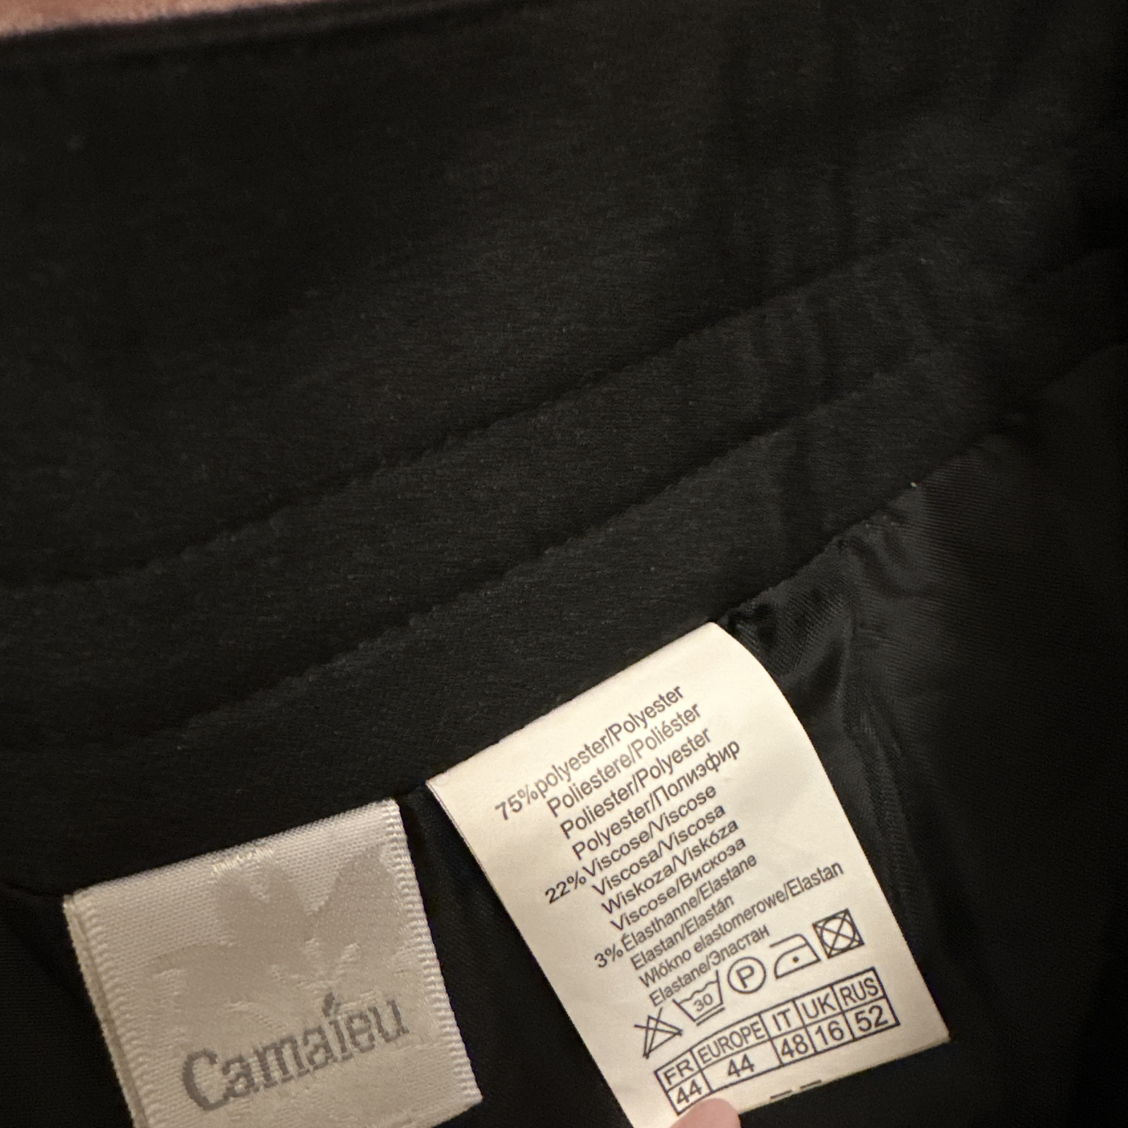 Camaïeu
75%polyester/Polyester
Poliestere/Poliéster
Poliester/Polyester
Polyester/Полиэфир
22%Viscose/Viscose
Viscosa/Viscosa
Wiskoza/Viskóza
Viscose/Вискоза
3%Élasthanne/Elastane
Elastan/Elastán
Włókno elastomerowe/Elastan
Elastane/Эластан
30 P
FR EUROPE IT UK RUS
44 44 48 16 52